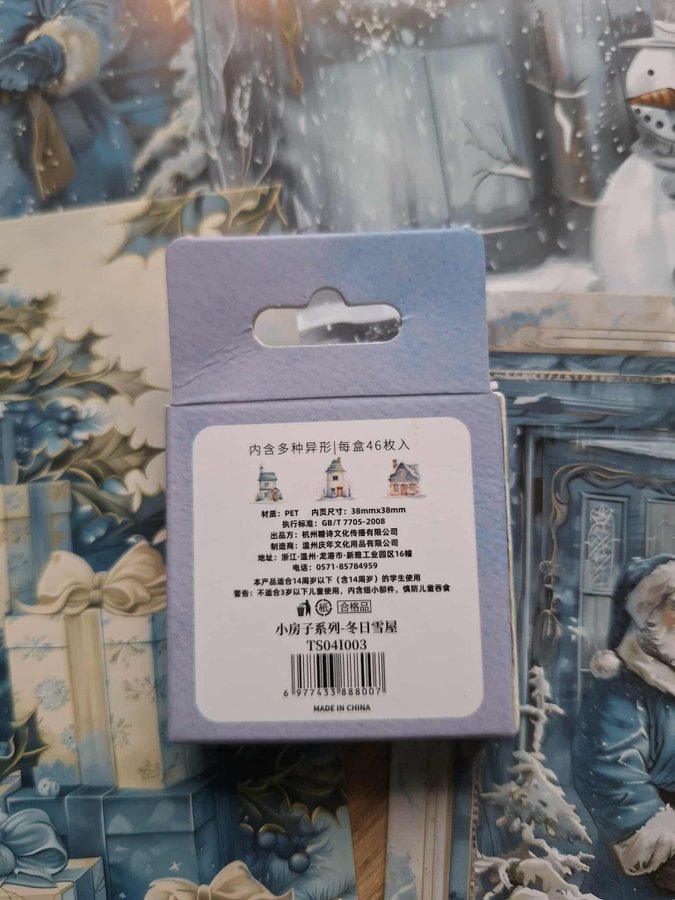 内含多种异形|每盒46枚入
材质：PET 内页尺寸：38mmx38mm
执行标准：GB/T 7705-2008
出品方：杭州糖诗文化传播有限公司
制造商：温州庆年文化用品有限公司
地址：浙江·温州·龙港市·新雅工业园区16幢
电话：0571-85784959
本产品适合14周岁以下（含14周岁）的学生使用
警告：不适合3岁以下儿童使用，内含细小部件，慎防儿童吞食
紙 合格品
小房子系列-冬日雪屋
TS04I003
6 977433 888007
MADE IN CHINA